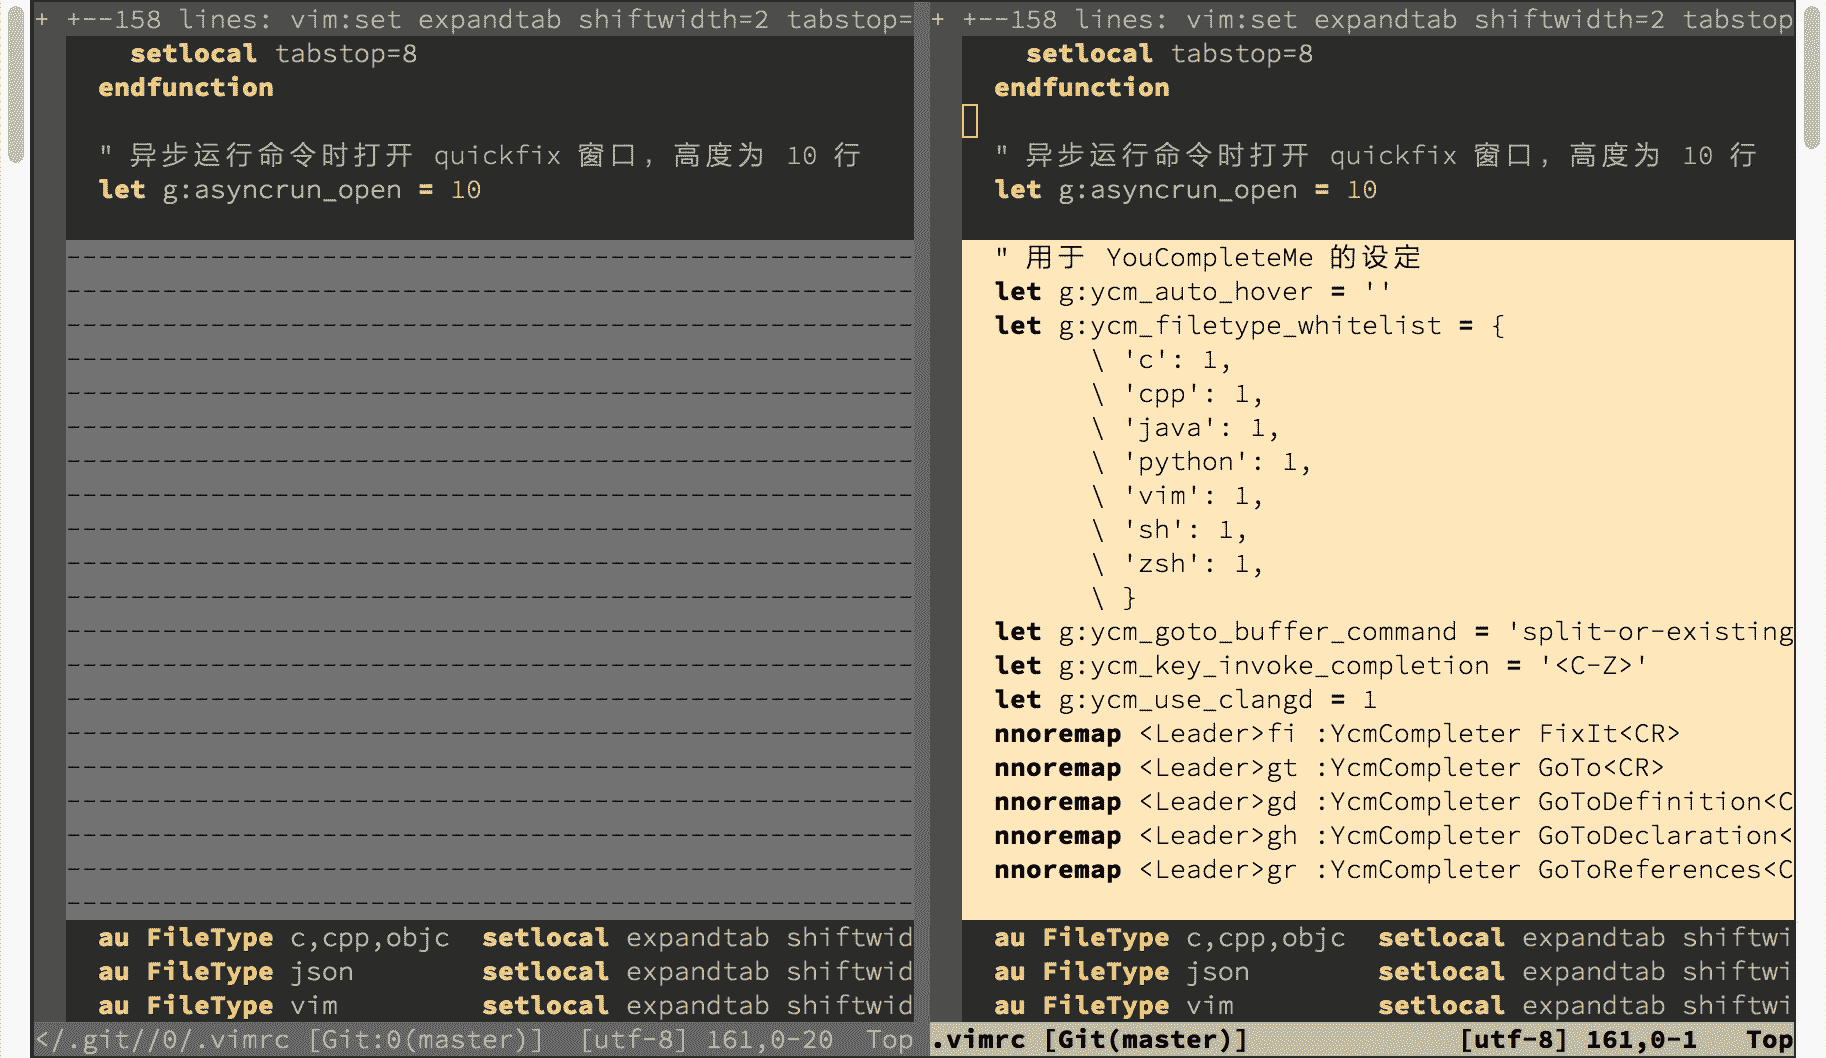 + +--158 lines: vim:set expandtab shiftwidth=2 tabstop=
setlocal tabstop=8
endfunction
" 异步运行命令时打开 quickfix 窗口，高度为 10 行
let g:asyncrun_open = 10
au FileType c,cpp,objc setlocal expandtab shiftwid
au FileType json setlocal expandtab shiftwid
au FileType vim setlocal expandtab shiftwid
</.git//0/.vimrc [Git:0(master)] [utf-8] 161,0-20 Top
+ +--158 lines: vim:set expandtab shiftwidth=2 tabstop
setlocal tabstop=8
endfunction
" 异步运行命令时打开 quickfix 窗口，高度为 10 行
let g:asyncrun_open = 10
" 用于 YouCompleteMe 的设定
let g:ycm_auto_hover = ''
let g:ycm_filetype_whitelist = {
\ 'c': 1,
\ 'cpp': 1,
\ 'java': 1,
\ 'python': 1,
\ 'vim': 1,
\ 'sh': 1,
\ 'zsh': 1,
\ }
let g:ycm_goto_buffer_command = 'split-or-existing
let g:ycm_key_invoke_completion = '<C-Z>'
let g:ycm_use_clangd = 1
nnoremap <Leader>fi :YcmCompleter FixIt<CR>
nnoremap <Leader>gt :YcmCompleter GoTo<CR>
nnoremap <Leader>gd :YcmCompleter GoToDefinition<C
nnoremap <Leader>gh :YcmCompleter GoToDeclaration<
nnoremap <Leader>gr :YcmCompleter GoToReferences<C
au FileType c,cpp,objc setlocal expandtab shiftwi
au FileType json setlocal expandtab shiftwi
au FileType vim setlocal expandtab shiftwi
.vimrc [Git(master)] [utf-8] 161,0-1 Top